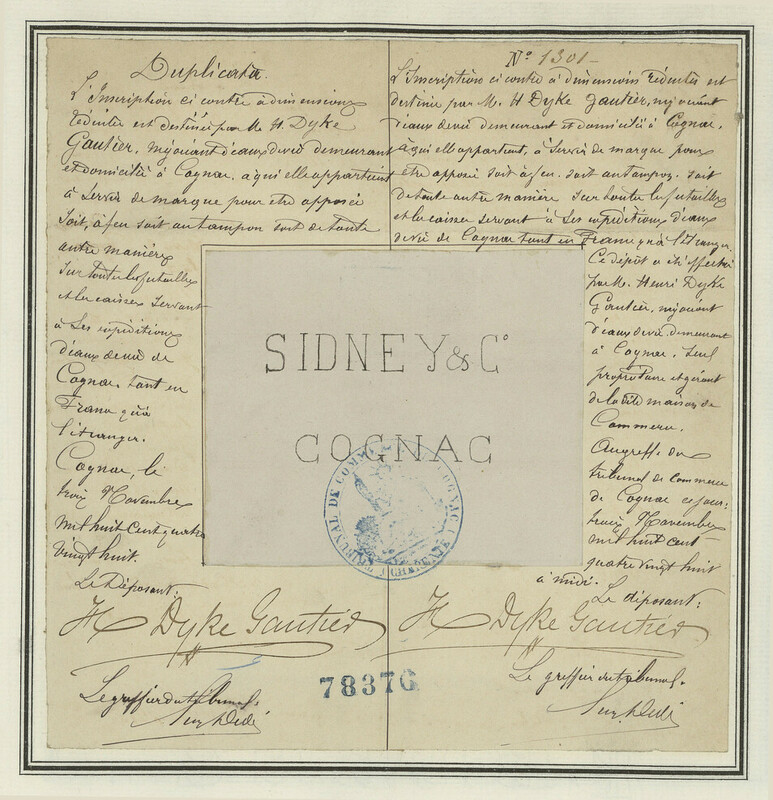 Duplicata
L'Inscription ci contre à dimensions
réduites est destinée par M. H. Dyke
Gautier, négociant d'eaux de vie demeurant
et domicilié à Cognac, à qui elle appartient
à servir de marque pour être apposée
soit, à feu soit au tampon soit de toute
autre manière
sur toutes les futailles
et les caisses servant
à ses expéditions
d'eaux de vie de
Cognac, tant en
France qu'à
l'étranger.
Cognac, le
trois Novembre
mil huit cent quatre
vingt huit.
Le Déposant:
H Dyke Gautier
Le greffier du tribunal.
N° 1301
L'Inscription ci contre à dimensions réduites est
destinée par M. H Dyke Gautier, négociant
d'eaux de vie demeurant et domicilié à Cognac,
à qui elle appartient, à servir de marque pour
être apposée soit à feu, soit au tampon, soit
de toute autre manière sur toutes les futailles
et les caisses servant à ses expéditions d'eaux
de vie de Cognac tant en France qu'à l'étranger.
Ce dépôt a été effectué
par M. Henri Dyke
Gautier, négociant
d'eaux de vie demeurant
à Cognac, seul
propriétaire et gérant
de la dite maison de
Commerce.
Au greffe du
tribunal de Commerce
de Cognac ce jour:
trois Novembre
mil huit cent
quatre vingt huit
à midi.
Le déposant:
H Dyke Gautier
Le greffier du tribunal.
SIDNEY & C°
COGNAC
TRIBUNAL DE COMMERCE COGNAC (CHARENTE)
78376